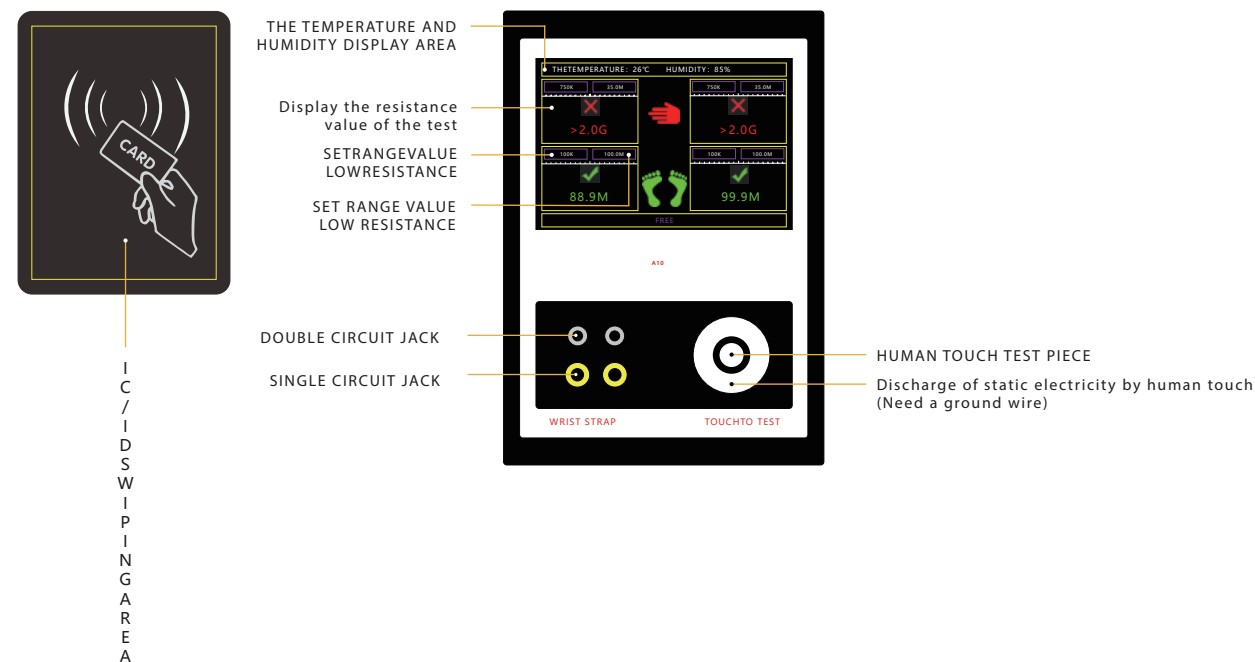 CARD
IC/IDSWIPINGAREA
THE TEMPERATURE AND
HUMIDITY DISPLAY AREA
Display the resistance
value of the test
SETRANGEVALUE
LOWRESISTANCE
SET RANGE VALUE
LOW RESISTANCE
DOUBLE CIRCUIT JACK
SINGLE CIRCUIT JACK
THETEMPERATURE: 26℃ HUMIDITY: 85%
750K 35.0M
>2.0G
750K 35.0M
>2.0G
100K 100.0M
88.9M
100K 100.0M
99.9M
FREE
A10
WRIST STRAP
TOUCHTO TEST
HUMAN TOUCH TEST PIECE
Discharge of static electricity by human touch
(Need a ground wire)